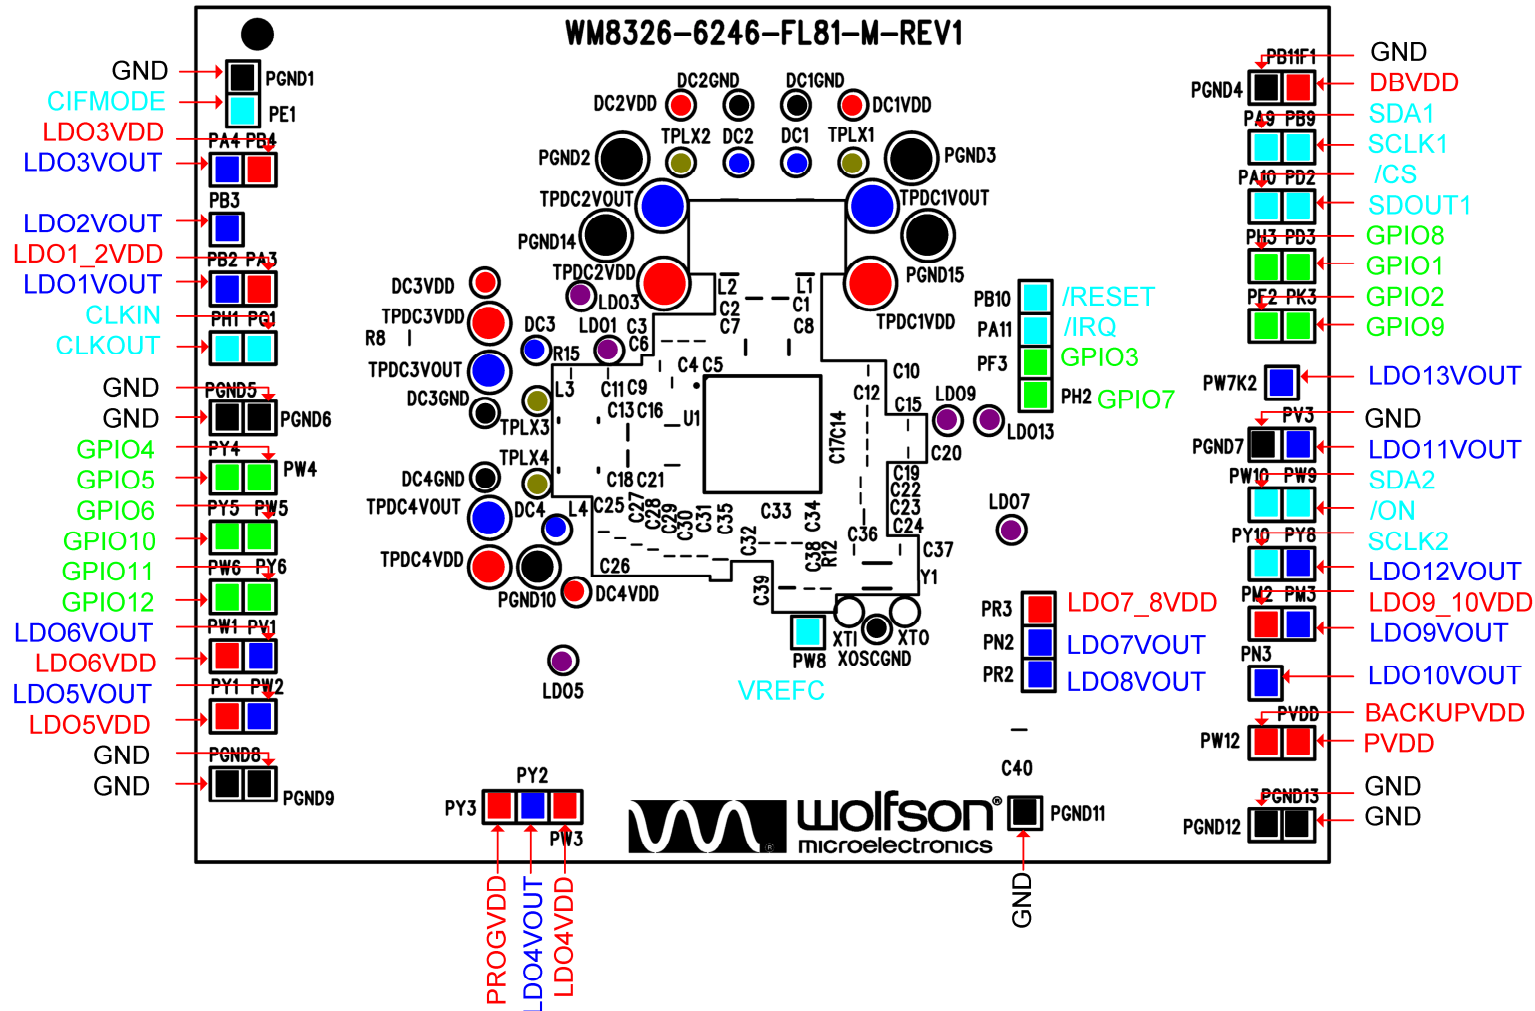 WM8326-6246-FL81-M-REV1
GND
PGND1
CIFMODE
PE1
LDO3VDD
PA4 PB4
LDO3VOUT
PB3
LDO2VOUT
LDO1_2VDD
PB2 PA3
LDO1VOUT
CLKIN
PH1 PG1
CLKOUT
GND
PGND5
GND
PGND6
GPIO4
PY4
GPIO5
PW4
GPIO6
PY5 PW5
GPIO10
GPIO11
PW6 PY6
GPIO12
LDO6VOUT
PW1 PV1
LDO6VDD
LDO5VOUT
PY1 PW2
LDO5VDD
GND
PGND8
GND
PGND9
DC2GND
DC1GND
DC2VDD
DC1VDD
TPLX2
DC2
DC1
TPLX1
PGND2
PGND3
TPDC2VOUT
TPDC1VOUT
PGND14
PGND15
TPDC2VDD
TPDC1VDD
L2
L1
C2
C1
C7
C8
C3
C6
DC3VDD
LDO3
TPDC3VDD
DC3
LDO1
R8
R15
TPDC3VOUT
L3
C4
C5
C11
C9
DC3GND
TPLX3
C13
C16
U1
C10
C12
C15
C17
C14
LDO9
LDO13
C20
TPLX4
DC4GND
C18
C21
C19
C22
C23
C24
TPDC4VOUT
DC4
L4
C25
C27
C28
C29
C30
C31
C35
C33
C34
C32
C38
R12
C36
C37
LDO7
TPDC4VDD
C26
PGND10
DC4VDD
C39
Y1
XTI
XTO
XOSCGND
PW8
VREFC
LDO5
PB10
/RESET
PA11
/IRQ
PF3
GPIO3
PH2
GPIO7
PR3
LDO7_8VDD
PN2
LDO7VOUT
PR2
LDO8VOUT
C40
GND
PB11F1
PGND4
DBVDD
SDA1
PA9 PB9
SCLK1
/CS
PA10 PD2
SDOUT1
GPIO8
PH3 PD3
GPIO1
GPIO2
PF2 PK3
GPIO9
PW7K2
LDO13VOUT
GND
PV3
PGND7
LDO11VOUT
SDA2
PW10 PW9
/ON
SCLK2
PY10 PY8
LDO12VOUT
PM2 PM3
LDO9_10VDD
LDO9VOUT
PN3
LDO10VOUT
BACKUPVDD
PVDD
PW12
PVDD
GND
PGND13
PGND12
GND
PY2
PY3
PW3
PROGVDD
LDO4VOUT
LDO4VDD
wolfson®
microelectronics
PGND11
GND